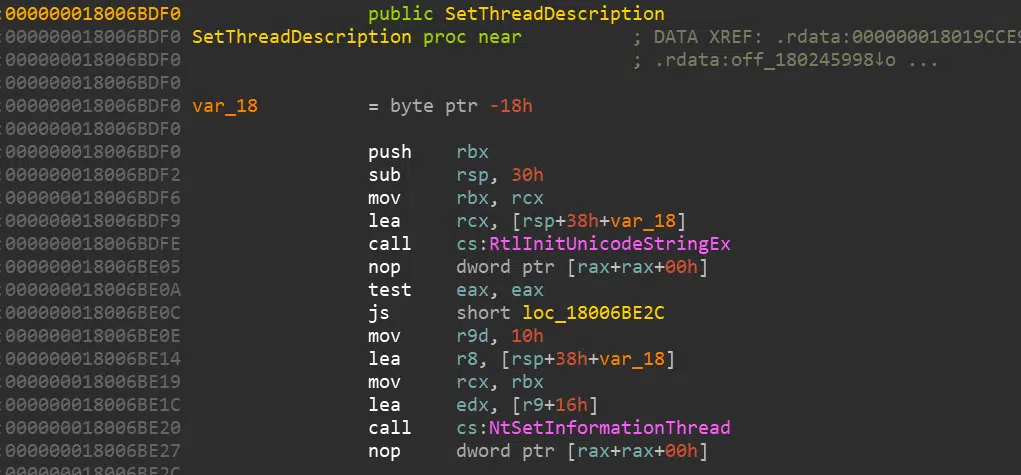 :000000018006BDF0 public SetThreadDescription
:000000018006BDF0 SetThreadDescription proc near ; DATA XREF: .rdata:000000018019CCE9
:000000018006BDF0 ; .rdata:off_180245998↓o ...
:000000018006BDF0
:000000018006BDF0 var_18 = byte ptr -18h
:000000018006BDF0
:000000018006BDF0 push rbx
:000000018006BDF2 sub rsp, 30h
:000000018006BDF6 mov rbx, rcx
:000000018006BDF9 lea rcx, [rsp+38h+var_18]
:000000018006BDFE call cs:RtlInitUnicodeStringEx
:000000018006BE05 nop dword ptr [rax+rax+00h]
:000000018006BE0A test eax, eax
:000000018006BE0C js short loc_18006BE2C
:000000018006BE0E mov r9d, 10h
:000000018006BE14 lea r8, [rsp+38h+var_18]
:000000018006BE19 mov rcx, rbx
:000000018006BE1C lea edx, [r9+16h]
:000000018006BE20 call cs:NtSetInformationThread
:000000018006BE27 nop dword ptr [rax+rax+00h]
:000000018006BE2C